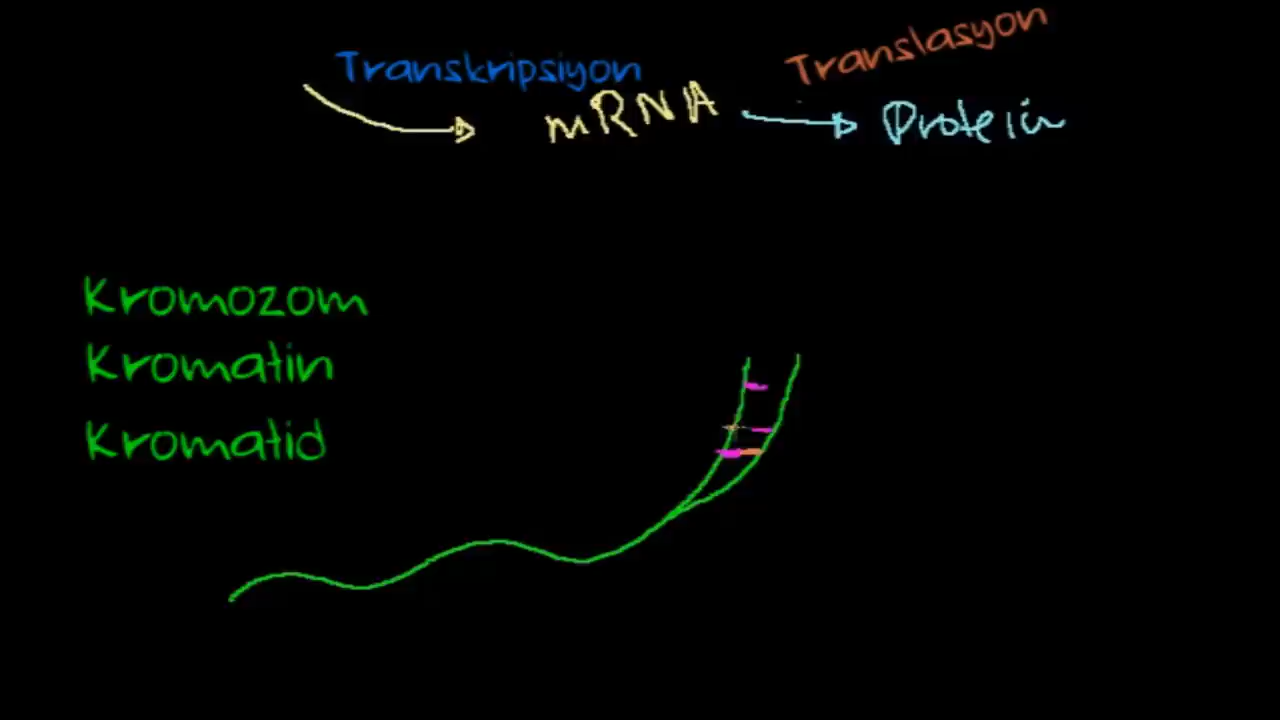 Transkripsiyon Translasyon
mRNA Protein
Kromozom
Kromatin
Kromatid